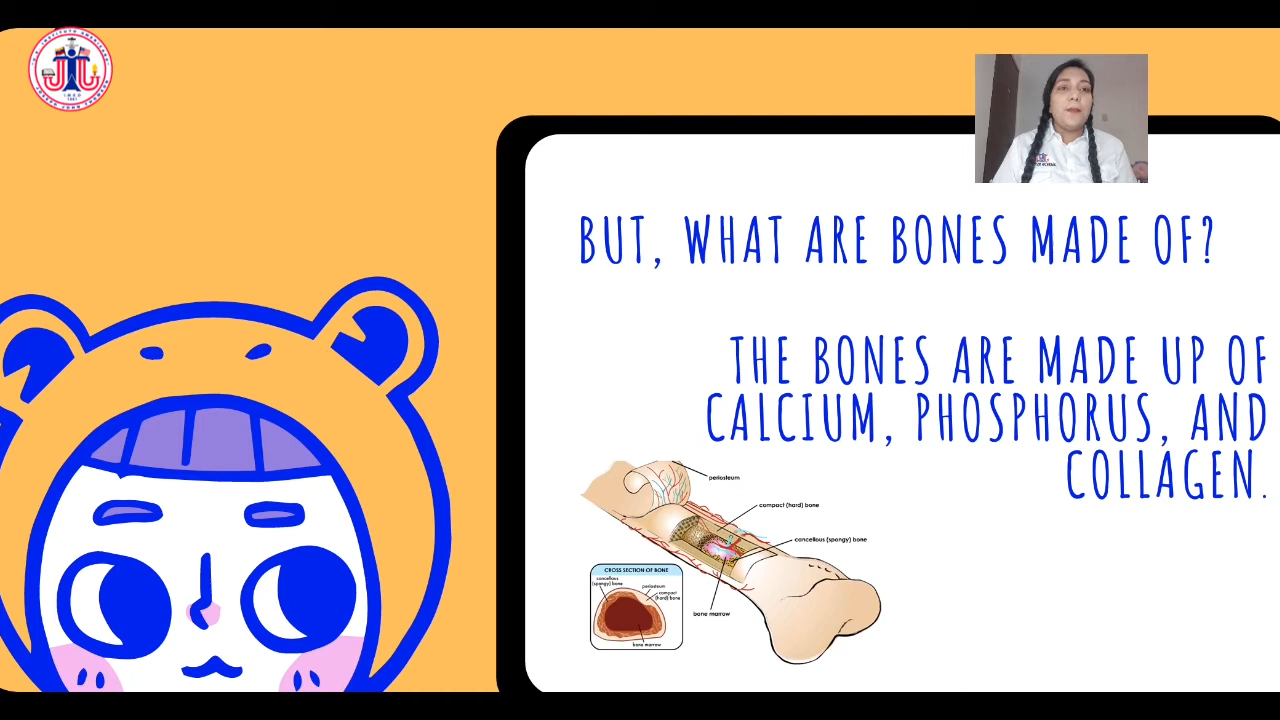 BUT, WHAT ARE BONES MADE OF?
THE BONES ARE MADE UP OF
CALCIUM, PHOSPHORUS, AND
COLLAGEN.
periosteum
compact (hard) bone
cancellous (spongy) bone
bone marrow
CROSS SECTION OF BONE
cancellous
(spongy) bone
periosteum
compact
(hard) bone
bone marrow